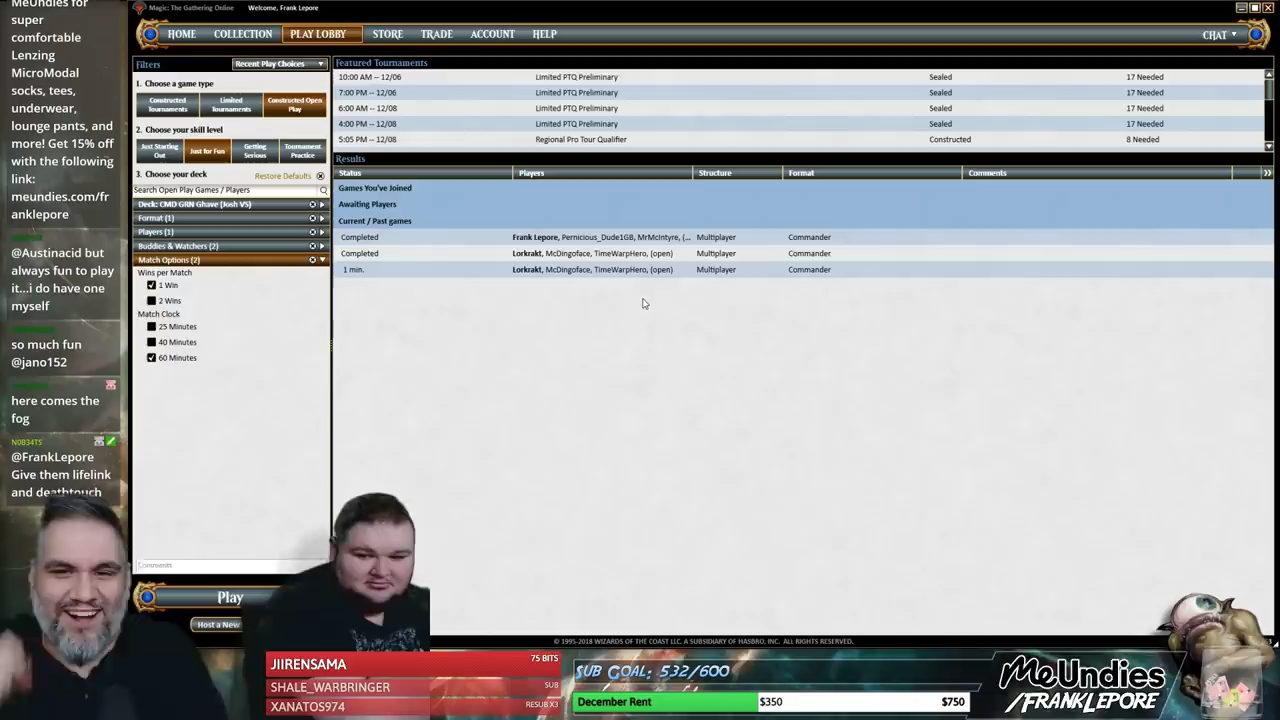 MeUndies for
super
comfortable
Lenzing
MicroModal
socks, tees,
underwear,
lounge pants, and
more! Get 15% off
with the following
link:
meundies.com/fr
anklepore
@Austinacid but
always fun to play
it...i do have one
myself
so much fun
@jano152
here comes the
fog
N0B34TS
@FrankLepore
Give them lifelink
and deathtouch
Magic: The Gathering Online Welcome, Frank Lepore
HOME COLLECTION PLAY LOBBY STORE TRADE ACCOUNT HELP CHAT
Filters Recent Play Choices
1. Choose a game type
Constructed Tournaments Limited Tournaments Constructed Open Play
2. Choose your skill level
Just Starting Out Just for Fun Getting Serious Tournament Practice
3. Choose your deck Restore Defaults
Search Open Play Games / Players
Deck: CMD GRN Ghave (Josh VS)
Format (1)
Players (1)
Buddies & Watchers (2)
Match Options (2)
Wins per Match
1 Win
2 Wins
Match Clock
25 Minutes
40 Minutes
60 Minutes
Comments
Play
Host a New
Featured Tournaments
10:00 AM -- 12/06 Limited PTQ Preliminary Sealed 17 Needed
7:00 PM -- 12/06 Limited PTQ Preliminary Sealed 17 Needed
6:00 AM -- 12/08 Limited PTQ Preliminary Sealed 17 Needed
4:00 PM -- 12/08 Limited PTQ Preliminary Sealed 17 Needed
5:05 PM -- 12/08 Regional Pro Tour Qualifier Constructed 8 Needed
Results
Status Players Structure Format Comments
Games You've Joined
Awaiting Players
Current / Past games
Completed Frank Lepore, Pernicious_Dude1GB, MrMcIntyre, (... Multiplayer Commander
Completed Lorkrakt, McDingoface, TimeWarpHero, (open) Multiplayer Commander
1 min. Lorkrakt, McDingoface, TimeWarpHero, (open) Multiplayer Commander
© 1995-2018 WIZARDS OF THE COAST LLC. A SUBSIDIARY OF HASBRO, INC. ALL RIGHTS RESERVED.
JIIRENSAMA 75 BITS
SHALE_WARBRINGER SUB
XANATOS974 RESUB X3
SUB GOAL: 532/600
December Rent $350 $750
MeUndies
/FRANKLEPORE